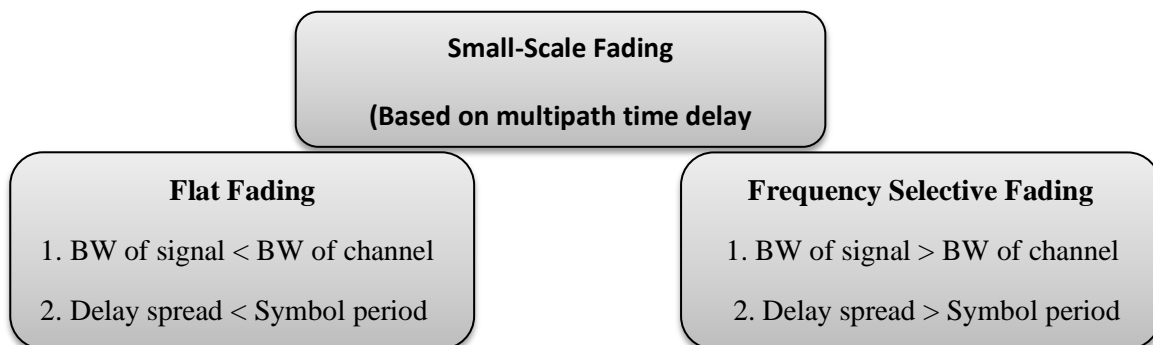 Small-Scale Fading
(Based on multipath time delay
Flat Fading
1. BW of signal < BW of channel
2. Delay spread < Symbol period
Frequency Selective Fading
1. BW of signal > BW of channel
2. Delay spread > Symbol period